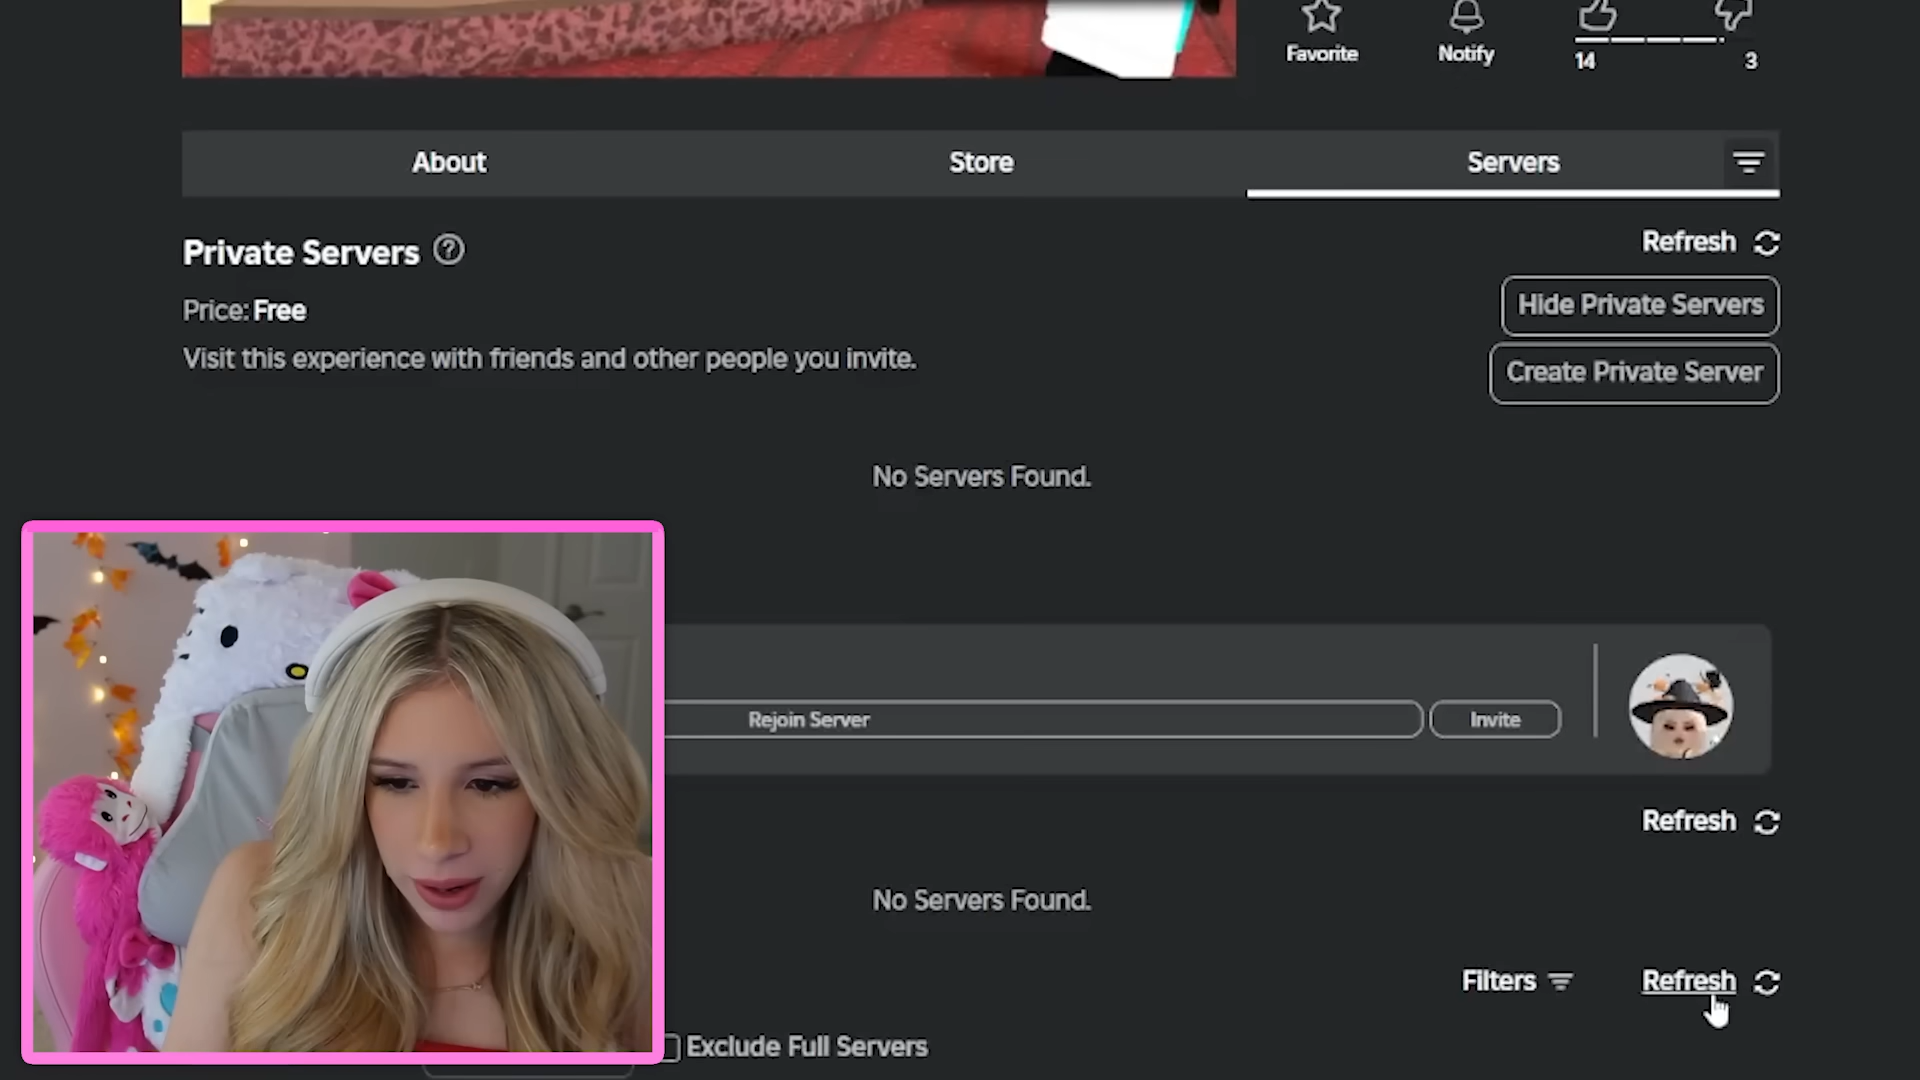 Favorite
Notify
14
3
About
Store
Servers
Private Servers
Refresh
Price: Free
Hide Private Servers
Visit this experience with friends and other people you invite.
Create Private Server
No Servers Found.
Rejoin Server
Invite
Refresh
No Servers Found.
Filters
Refresh
Exclude Full Servers